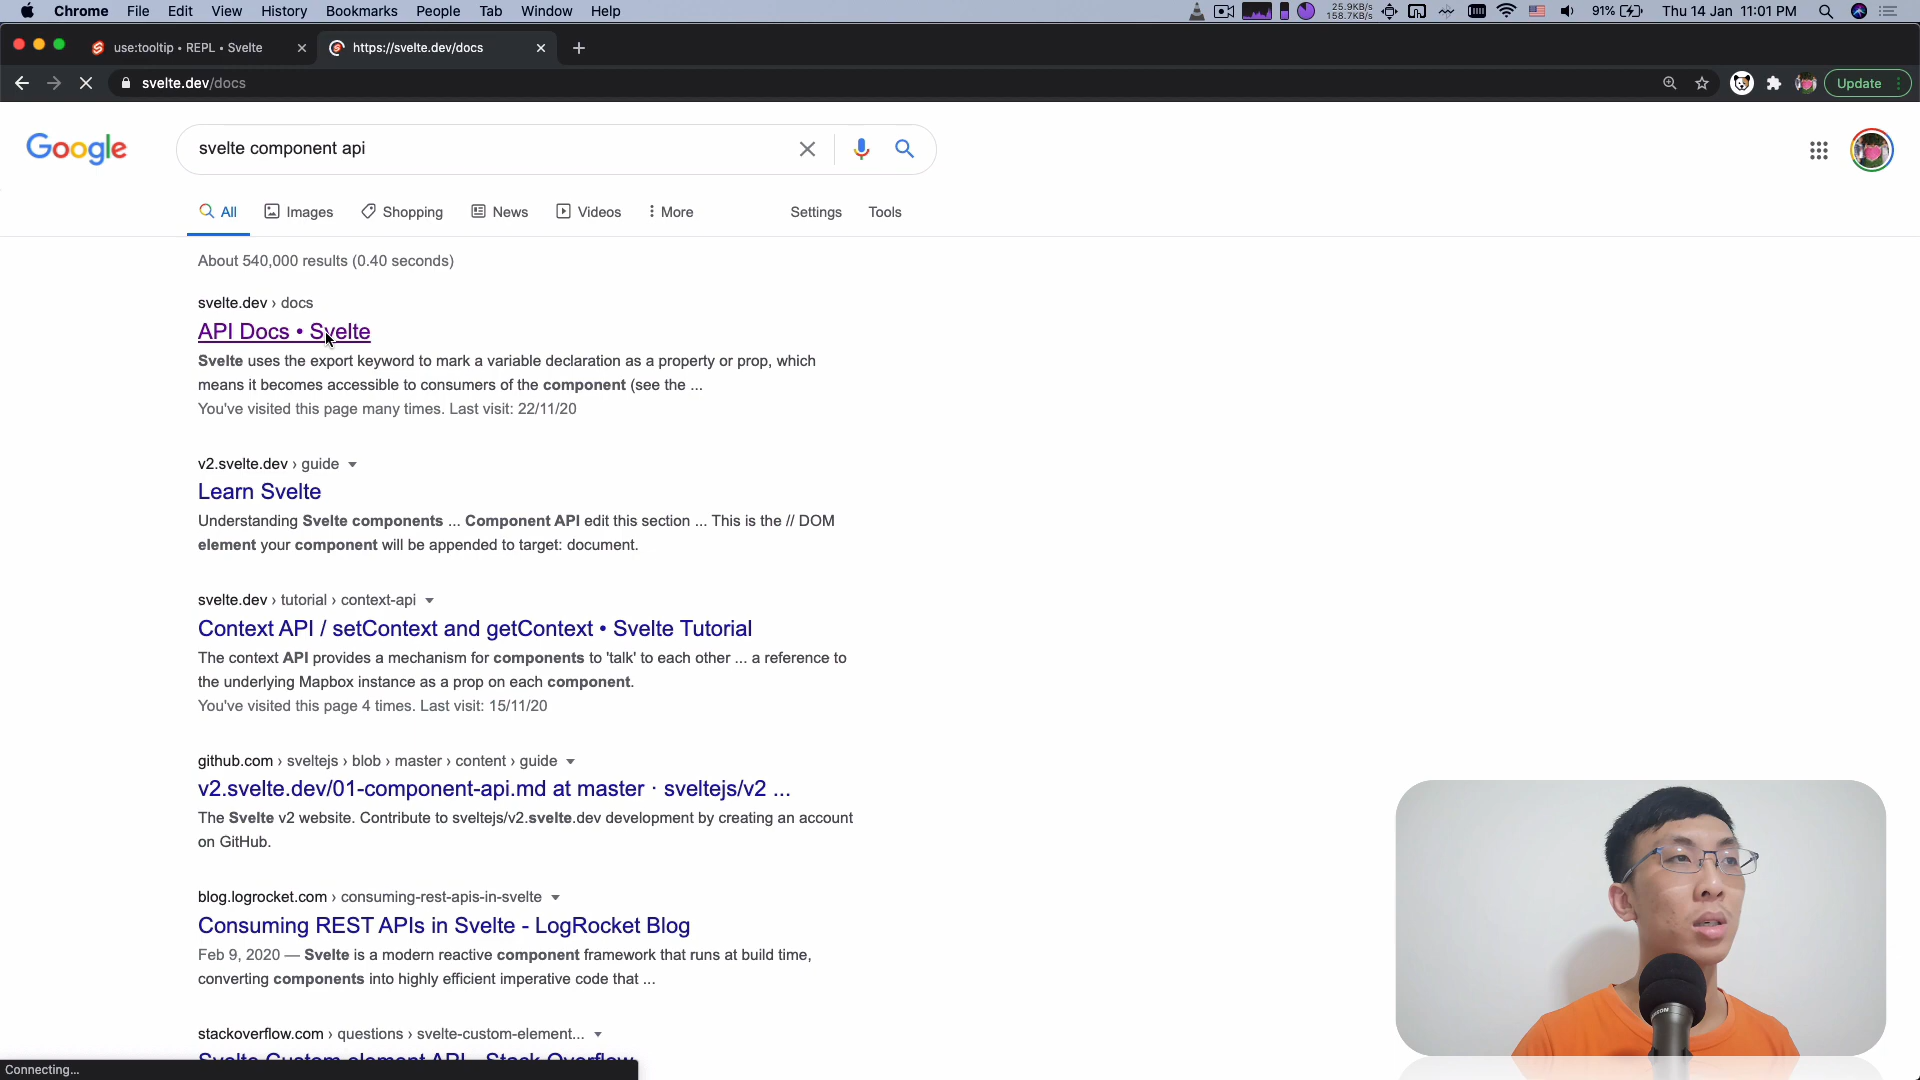 Chrome File Edit View History Bookmarks People Tab Window Help
25.9KB/s
158.7KB/s
91% Thu 14 Jan 11:01 PM
use:tooltip • REPL • Svelte
https://svelte.dev/docs
svelte.dev/docs
Update
Google
svelte component api
All Images Shopping News Videos More Settings Tools
About 540,000 results (0.40 seconds)
svelte.dev › docs
API Docs • Svelte
Svelte uses the export keyword to mark a variable declaration as a property or prop, which
means it becomes accessible to consumers of the component (see the ...
You've visited this page many times. Last visit: 22/11/20
v2.svelte.dev › guide
Learn Svelte
Understanding Svelte components ... Component API edit this section ... This is the // DOM
element your component will be appended to target: document.
svelte.dev › tutorial › context-api
Context API / setContext and getContext • Svelte Tutorial
The context API provides a mechanism for components to 'talk' to each other ... a reference to
the underlying Mapbox instance as a prop on each component.
You've visited this page 4 times. Last visit: 15/11/20
github.com › sveltejs › blob › master › content › guide
v2.svelte.dev/01-component-api.md at master · sveltejs/v2 ...
The Svelte v2 website. Contribute to sveltejs/v2.svelte.dev development by creating an account
on GitHub.
blog.logrocket.com › consuming-rest-apis-in-svelte
Consuming REST APIs in Svelte - LogRocket Blog
Feb 9, 2020 — Svelte is a modern reactive component framework that runs at build time,
converting components into highly efficient imperative code that ...
stackoverflow.com › questions › svelte-custom-element...
Svelte Custom element API - Stack Overflow
Connecting...